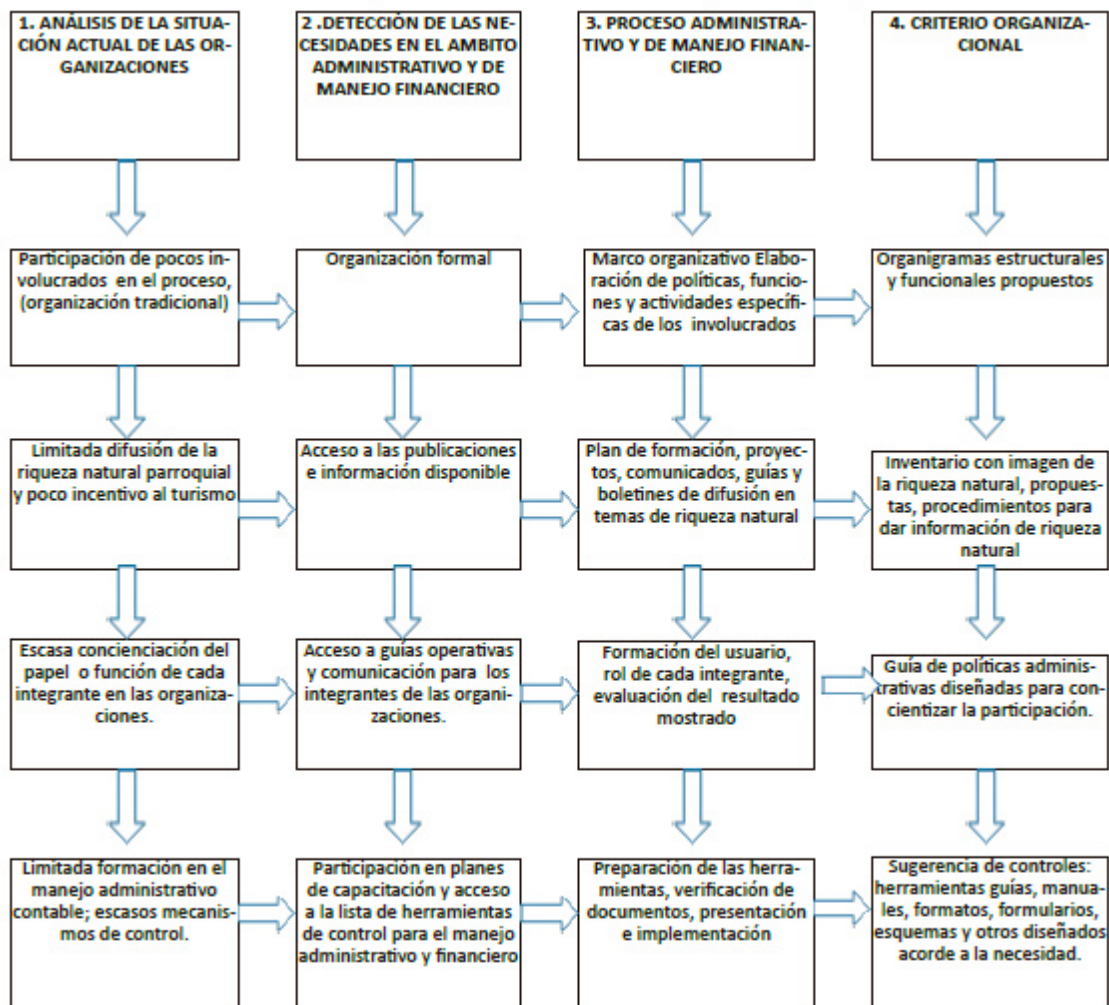 1. ANÁLISIS DE LA SITUA-
CIÓN ACTUAL DE LAS OR-
GANIZACIONES
2 .DETECCIÓN DE LAS NE-
CESIDADES EN EL AMBITO
ADMINISTRATIVO Y DE
MANEJO FINANCIERO
3. PROCESO ADMINISTRA-
TIVO Y DE MANEJO FINAN-
CIERO
4. CRITERIO ORGANIZA-
CIONAL
Participación de pocos in-
volucrados en el proceso,
(organización tradicional)
Organización formal
Marco organizativo Elabo-
ración de políticas, funcio-
nes y actividades específi-
cas de los involucrados
Organigramas estructurales
y funcionales propuestos
Limitada difusión de la
riqueza natural parroquial
y poco incentivo al turismo
Acceso a las publicaciones
e información disponible
Plan de formación, proyec-
tos, comunicados, guías y
boletines de difusión en
temas de riqueza natural
Inventario con imagen de
la riqueza natural, propues-
tas, procedimientos para
dar información de riqueza
natural
Escasa concienciación del
papel o función de cada
integrante en las organiza-
ciones.
Acceso a guías operativas
y comunicación para los
integrantes de las organi-
zaciones.
Formación del usuario,
rol de cada integrante,
evaluación del resultado
mostrado
Guía de políticas adminis-
trativas diseñadas para con-
cientizar la participación.
Limitada formación en el
manejo administrativo
contable; escasos mecanis-
mos de control.
Participación en planes
de capacitación y acceso
a la lista de herramientas
de control para el manejo
administrativo y financiero
Preparación de las herra-
mientas, verificación de
documentos, presentación
e implementación
Sugerencia de controles:
herramientas guías, manua-
les, formatos, formularios,
esquemas y otros diseñados
acorde a la necesidad.